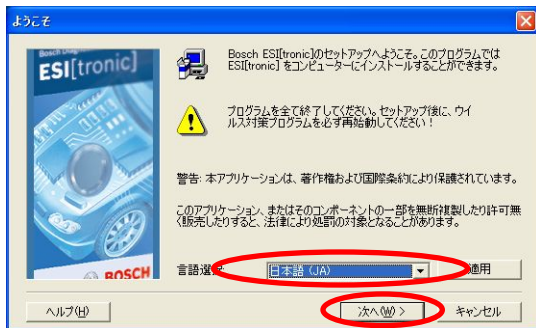 ようこそ
Bosch Diagn
ESI[tronic]
Bosch ESI[tronic]のセットアップへようこそ。このプログラムでは
ESI[tronic] をコンピューターにインストールすることができます。
プログラムを全て終了してください。セットアップ後に、ウイ
ルス対策プログラムを必ず再始動してください！
警告: 本アプリケーションは、著作権および国際条約により保護されています。
このアプリケーション、またはそのコンポーネントの一部を無断複製したり許可無
く販売したりすると、法律により処罰の対象となることがあります。
BOSCH
言語選択
日本語 (JA)
適用
ヘルプ(H)
次へ(W) >
キャンセル